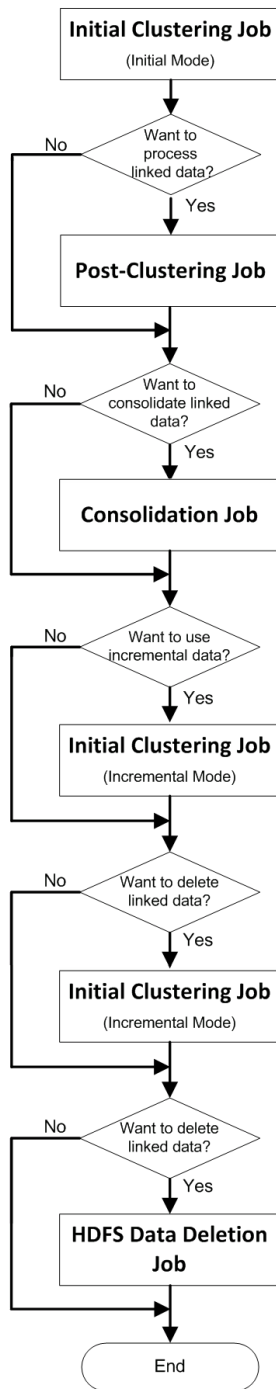 Initial Clustering Job
(Initial Mode)
Want to
process
linked data?
No
Yes
Post-Clustering Job
Want to
consolidate linked
data?
No
Yes
Consolidation Job
Want to use
incremental data?
No
Yes
Initial Clustering Job
(Incremental Mode)
Want to delete
linked data?
No
Yes
Initial Clustering Job
(Incremental Mode)
Want to delete
linked data?
No
Yes
HDFS Data Deletion
Job
End